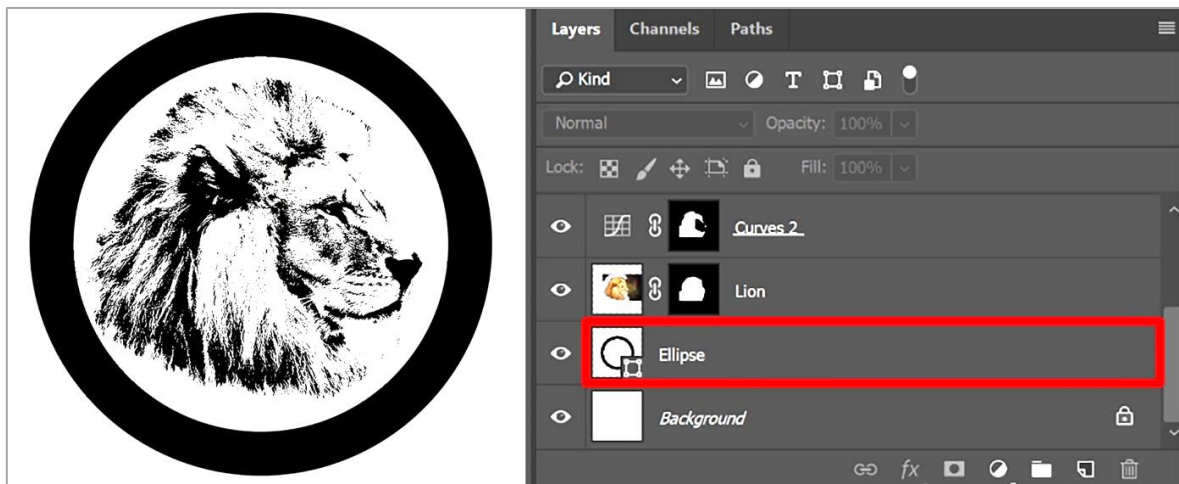 Layers Channels Paths
Kind
Normal Opacity: 100%
Lock: Fill: 100%
Curves 2
Lion
Ellipse
Background
fx